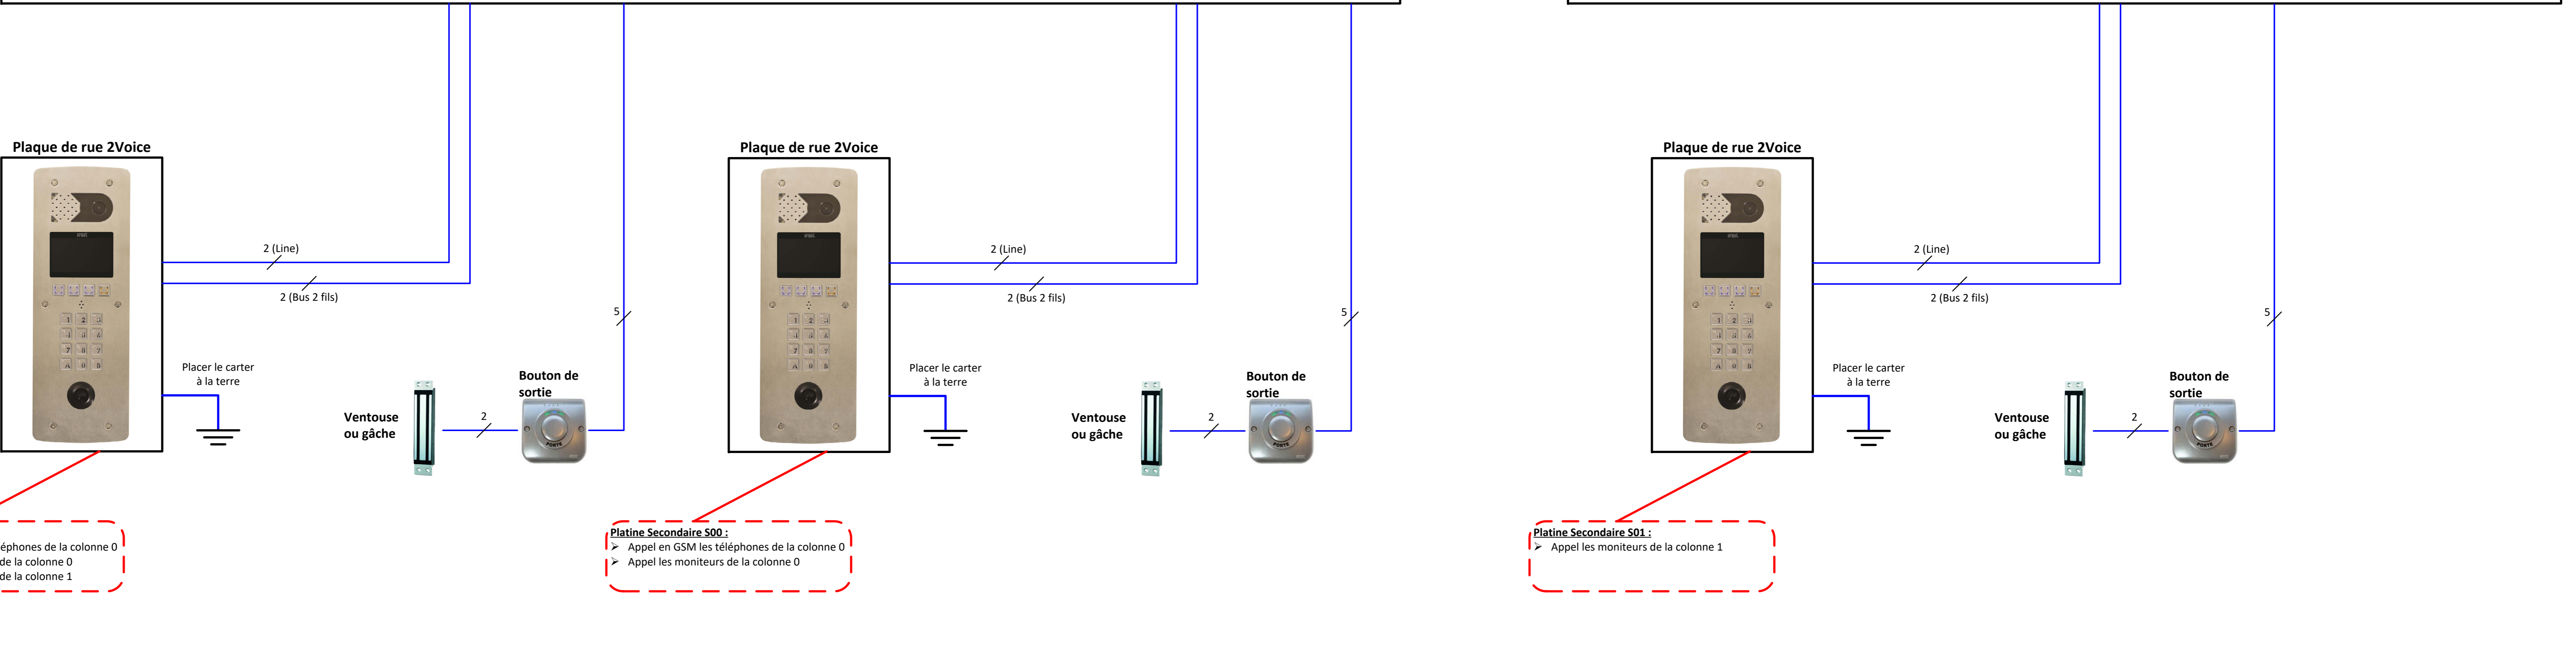 Plaque de rue 2Voice
2 (Line)
2 (Bus 2 fils)
5
Placer le carter
à la terre
Ventouse
ou gâche
2
Bouton de
sortie
PORTE
éphones de la colonne 0
de la colonne 0
de la colonne 1
Plaque de rue 2Voice
2 (Line)
2 (Bus 2 fils)
5
Placer le carter
à la terre
Ventouse
ou gâche
2
Bouton de
sortie
PORTE
Platine Secondaire S00 :
➢ Appel en GSM les téléphones de la colonne 0
➢ Appel les moniteurs de la colonne 0
Plaque de rue 2Voice
2 (Line)
2 (Bus 2 fils)
5
Placer le carter
à la terre
Ventouse
ou gâche
2
Bouton de
sortie
PORTE
Platine Secondaire S01 :
➢ Appel les moniteurs de la colonne 1